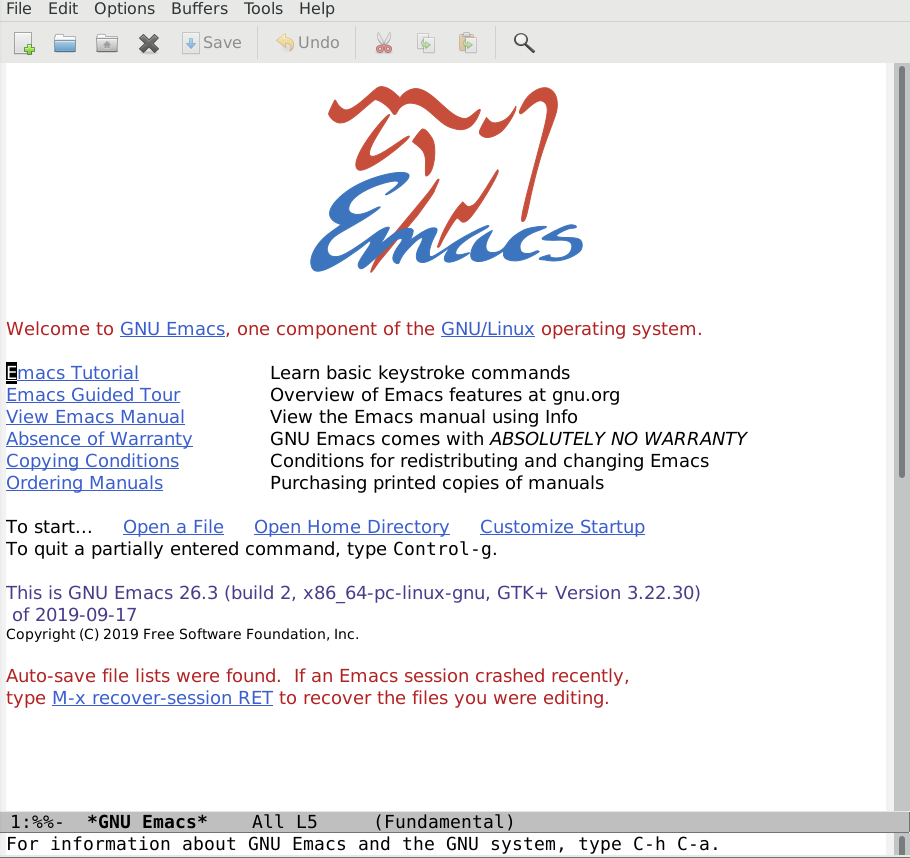 File Edit Options Buffers Tools Help
Save Undo
Emacs
Welcome to GNU Emacs, one component of the GNU/Linux operating system.
Emacs Tutorial Learn basic keystroke commands
Emacs Guided Tour Overview of Emacs features at gnu.org
View Emacs Manual View the Emacs manual using Info
Absence of Warranty GNU Emacs comes with ABSOLUTELY NO WARRANTY
Copying Conditions Conditions for redistributing and changing Emacs
Ordering Manuals Purchasing printed copies of manuals
To start... Open a File Open Home Directory Customize Startup
To quit a partially entered command, type Control-g.
This is GNU Emacs 26.3 (build 2, x86_64-pc-linux-gnu, GTK+ Version 3.22.30)
of 2019-09-17
Copyright (C) 2019 Free Software Foundation, Inc.
Auto-save file lists were found. If an Emacs session crashed recently,
type M-x recover-session RET to recover the files you were editing.
1:%%- *GNU Emacs* All L5 (Fundamental)
For information about GNU Emacs and the GNU system, type C-h C-a.